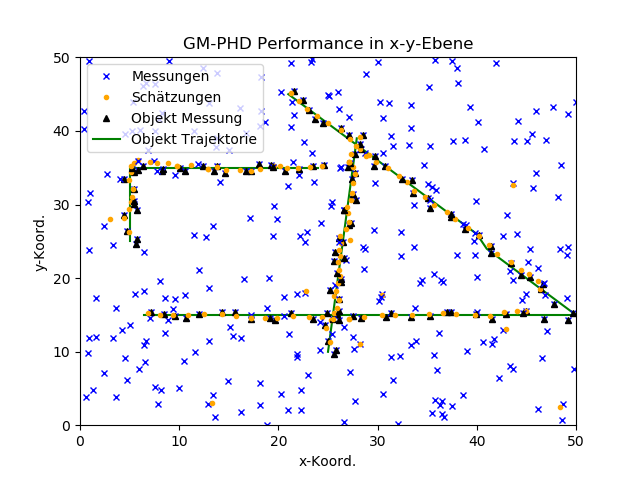 GM-PHD Performance in x-y-Ebene
Messungen
Schätzungen
Objekt Messung
Objekt Trajektorie
50
40
30
20
10
0
y-Koord.
0 10 20 30 40 50
x-Koord.